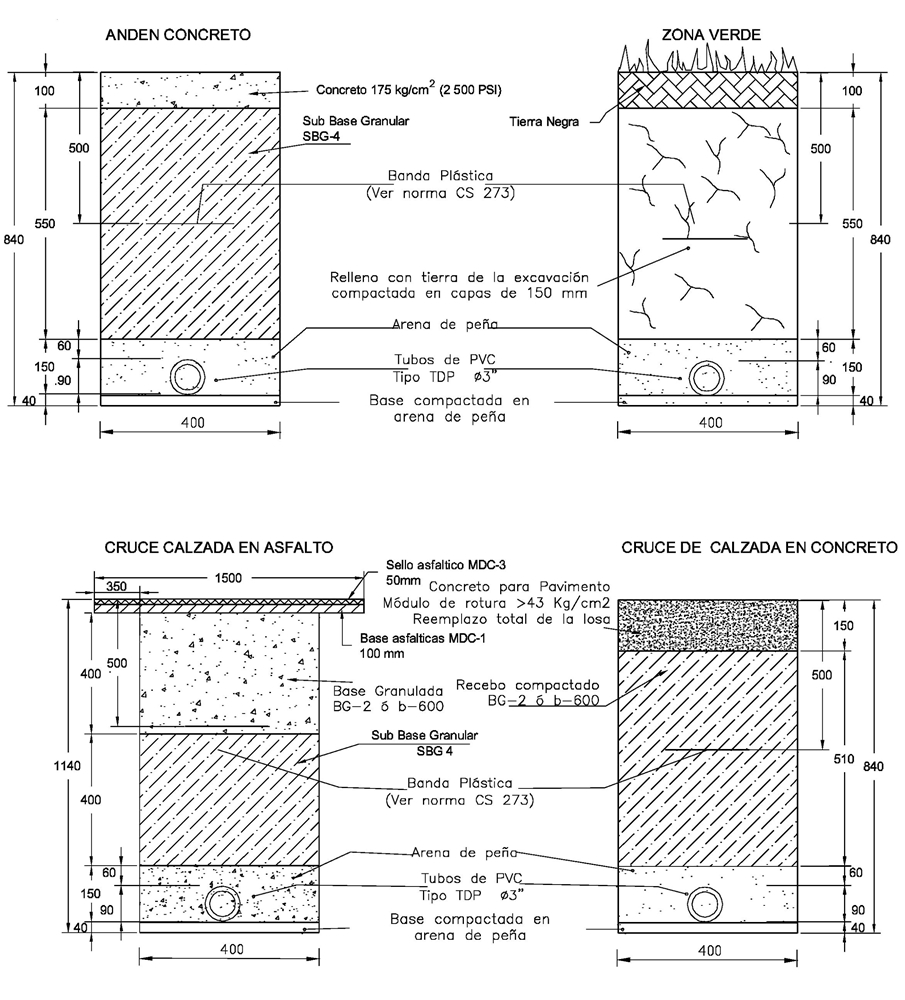 ANDEN CONCRETO
ZONA VERDE
100
Concreto 175 kg/cm2 (2 500 PSI)
100
Sub Base Granular
SBG-4
Tierra Negra
500
500
Banda Plástica
(Ver norma CS 273)
550
550
840
840
Relleno con tierra de la excavación
compactada en capas de 150 mm
Arena de peña
60
60
150
Tubos de PVC
Tipo TDP ø3"
150
.90
90
40
Base compactada en
arena de peña
40
400
400
CRUCE CALZADA EN ASFALTO
CRUCE DE CALZADA EN CONCRETO
1500
350
Sello asfaltico MDC-3
50mm
Concreto para Pavimento
Módulo de rotura >43 Kg/cm2
Reemplazo total de la losa
Base asfalticas MDC-1
100 mm
150
400
500
500
Base Granulada
BG-2 ó b-600
Recebo compactado
BG-2 ó b-600
Sub Base Granular
SBG 4
1140
510
840
Banda Plástica
(Ver norma CS 273)
400
Arena de peña
60
60
Tubos de PVC
Tipo TDP ø3"
150
90
90
Base compactada en
arena de peña
40
40
400
400